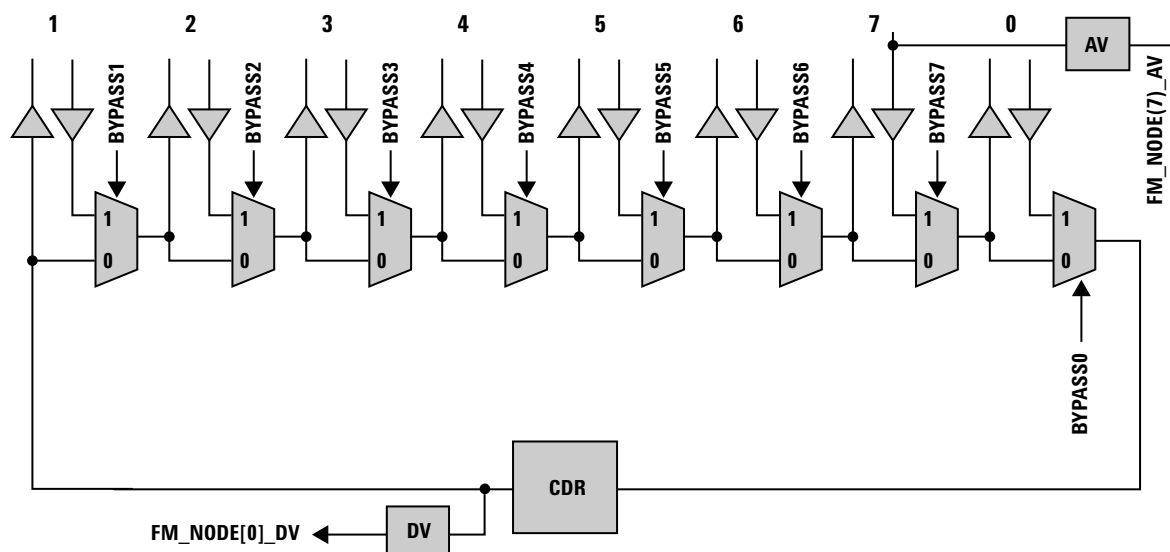 1 2 3 4 5 6 7 0
AV
FM_NODE(7)_AV
BYPASS1
BYPASS2
BYPASS3
BYPASS4
BYPASS5
BYPASS6
BYPASS7
1 1 1 1 1 1 1 1
0 0 0 0 0 0 0 0
BYPASS0
CDR
FM_NODE[0]_DV
DV